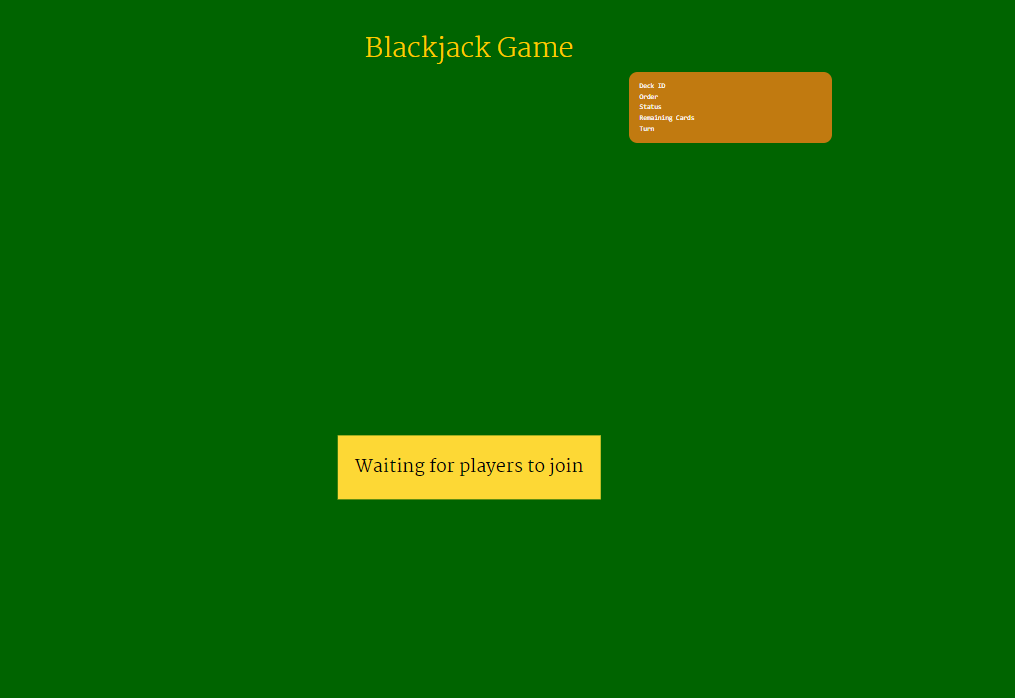 Blackjack Game
Deck ID
Order
Status
Remaining Cards
Turn
Waiting for players to join